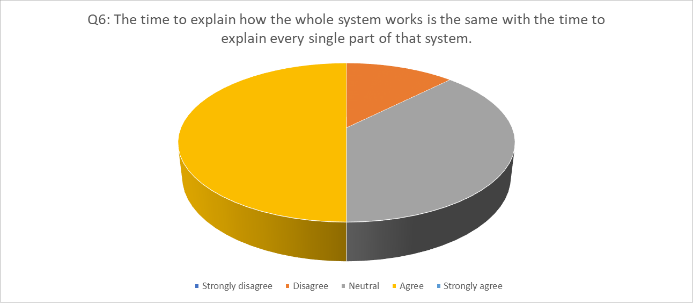 Q6: The time to explain how the whole system works is the same with the time to
explain every single part of that system.
Strongly disagree Disagree Neutral Agree Strongly agree